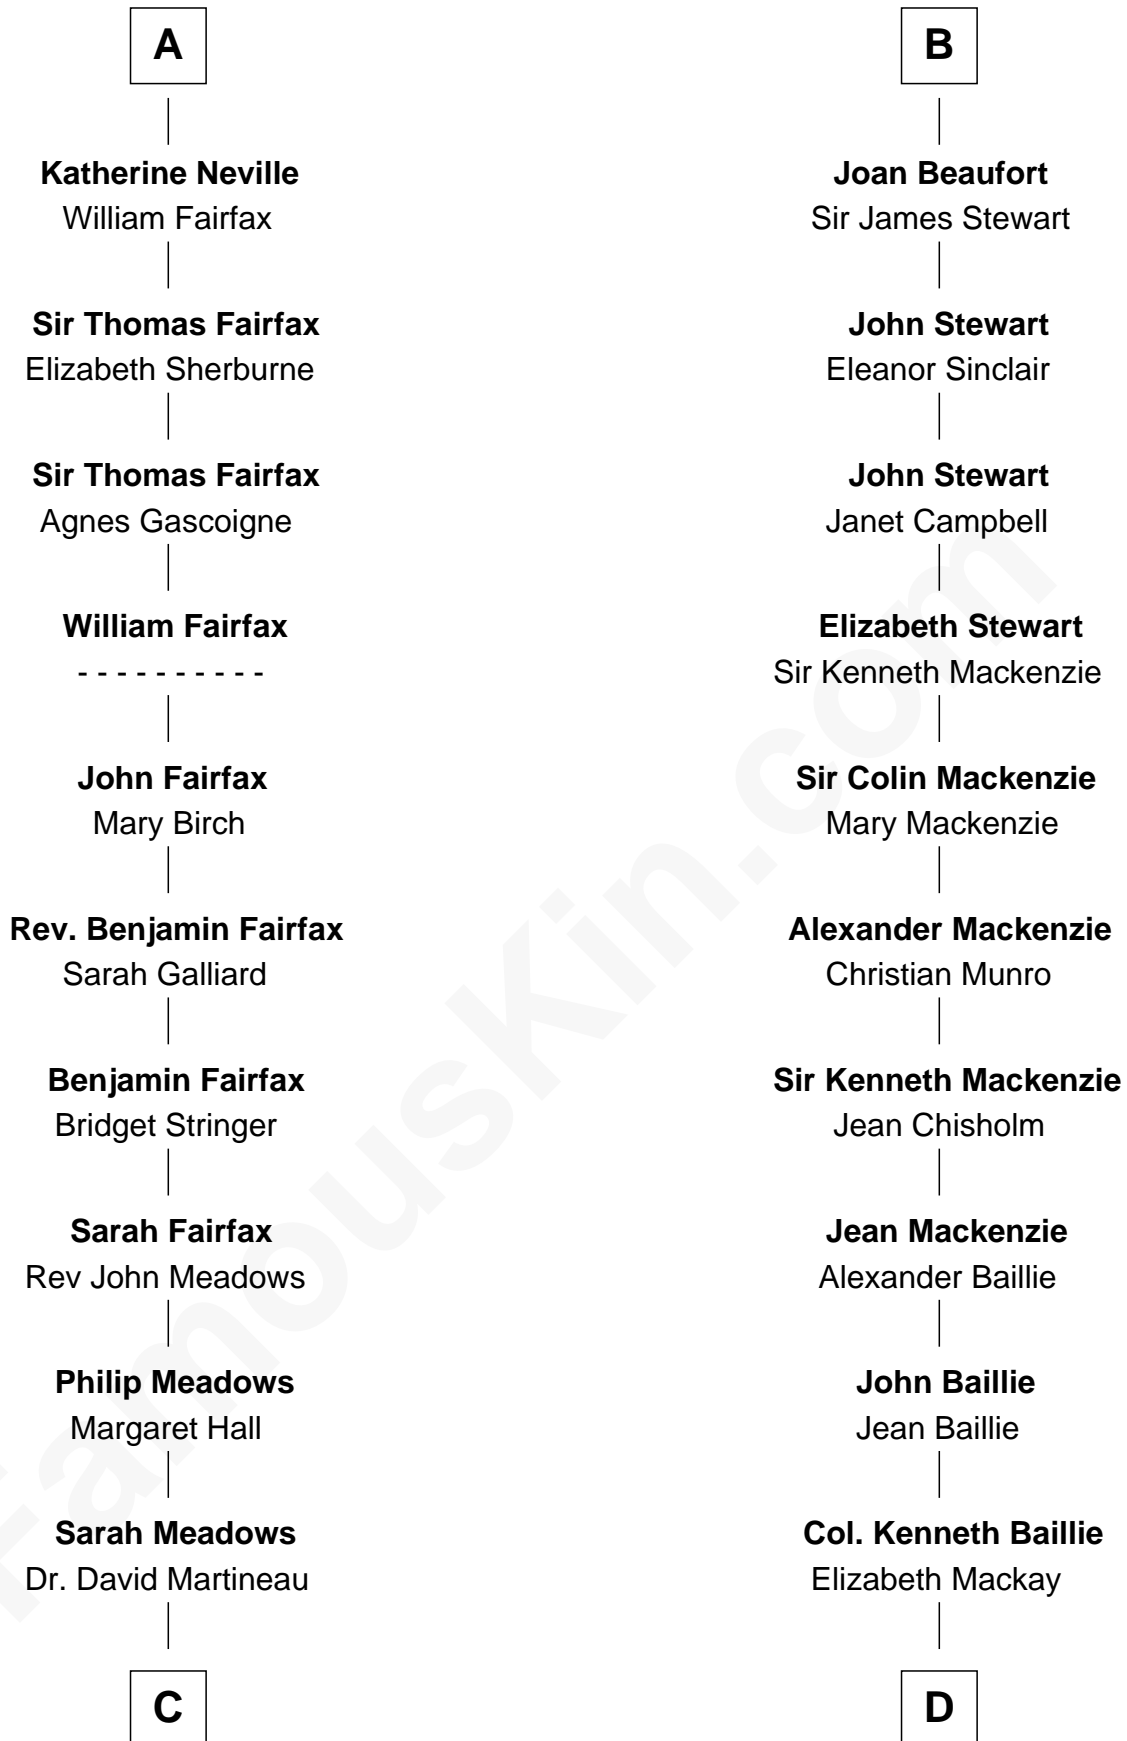 A
Katherine Neville
William Fairfax
Sir Thomas Fairfax
Elizabeth Sherburne
Sir Thomas Fairfax
Agnes Gascoigne
William Fairfax
- - - - - - - - - -
John Fairfax
Mary Birch
Rev. Benjamin Fairfax
Sarah Galliard
Benjamin Fairfax
Bridget Stringer
Sarah Fairfax
Rev John Meadows
Philip Meadows
Margaret Hall
Sarah Meadows
Dr. David Martineau
C
B
Joan Beaufort
Sir James Stewart
John Stewart
Eleanor Sinclair
John Stewart
Janet Campbell
Elizabeth Stewart
Sir Kenneth Mackenzie
Sir Colin Mackenzie
Mary Mackenzie
Alexander Mackenzie
Christian Munro
Sir Kenneth Mackenzie
Jean Chisholm
Jean Mackenzie
Alexander Baillie
John Baillie
Jean Baillie
Col. Kenneth Baillie
Elizabeth Mackay
D
FamousKin.com